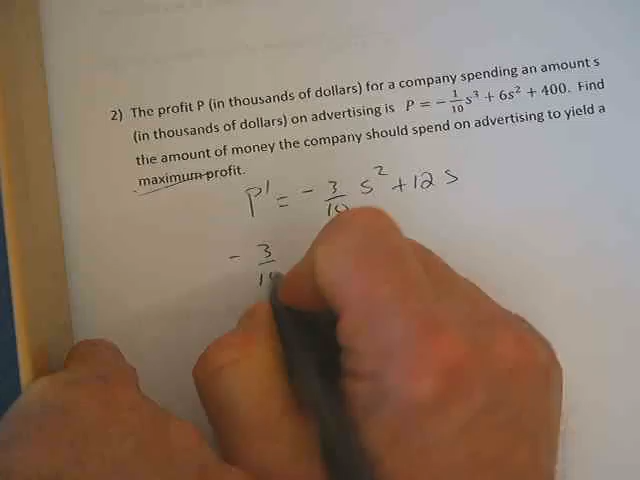 2) The profit P (in thousands of dollars) for a company spending an amount s
(in thousands of dollars) on advertising is P = −1/10 s³ + 6s² + 400. Find
the amount of money the company should spend on advertising to yield a
maximum profit.
P' = − 3/10 s² + 12 s
− 3/10